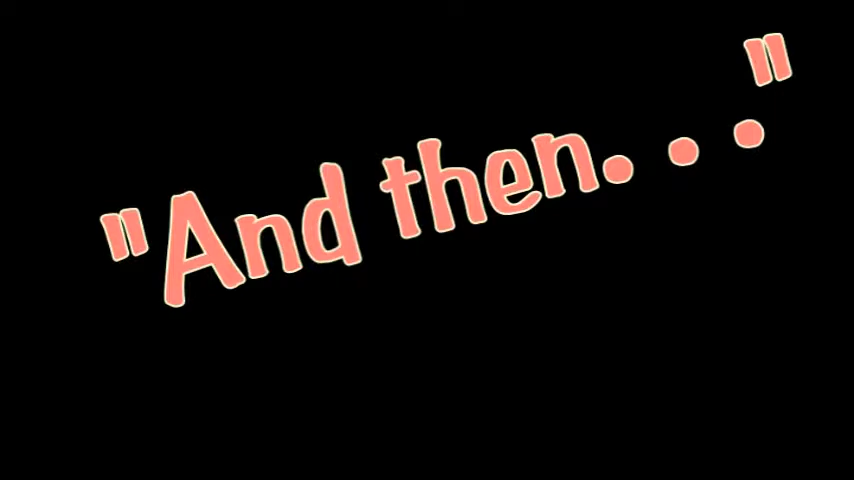 "And then. . ."